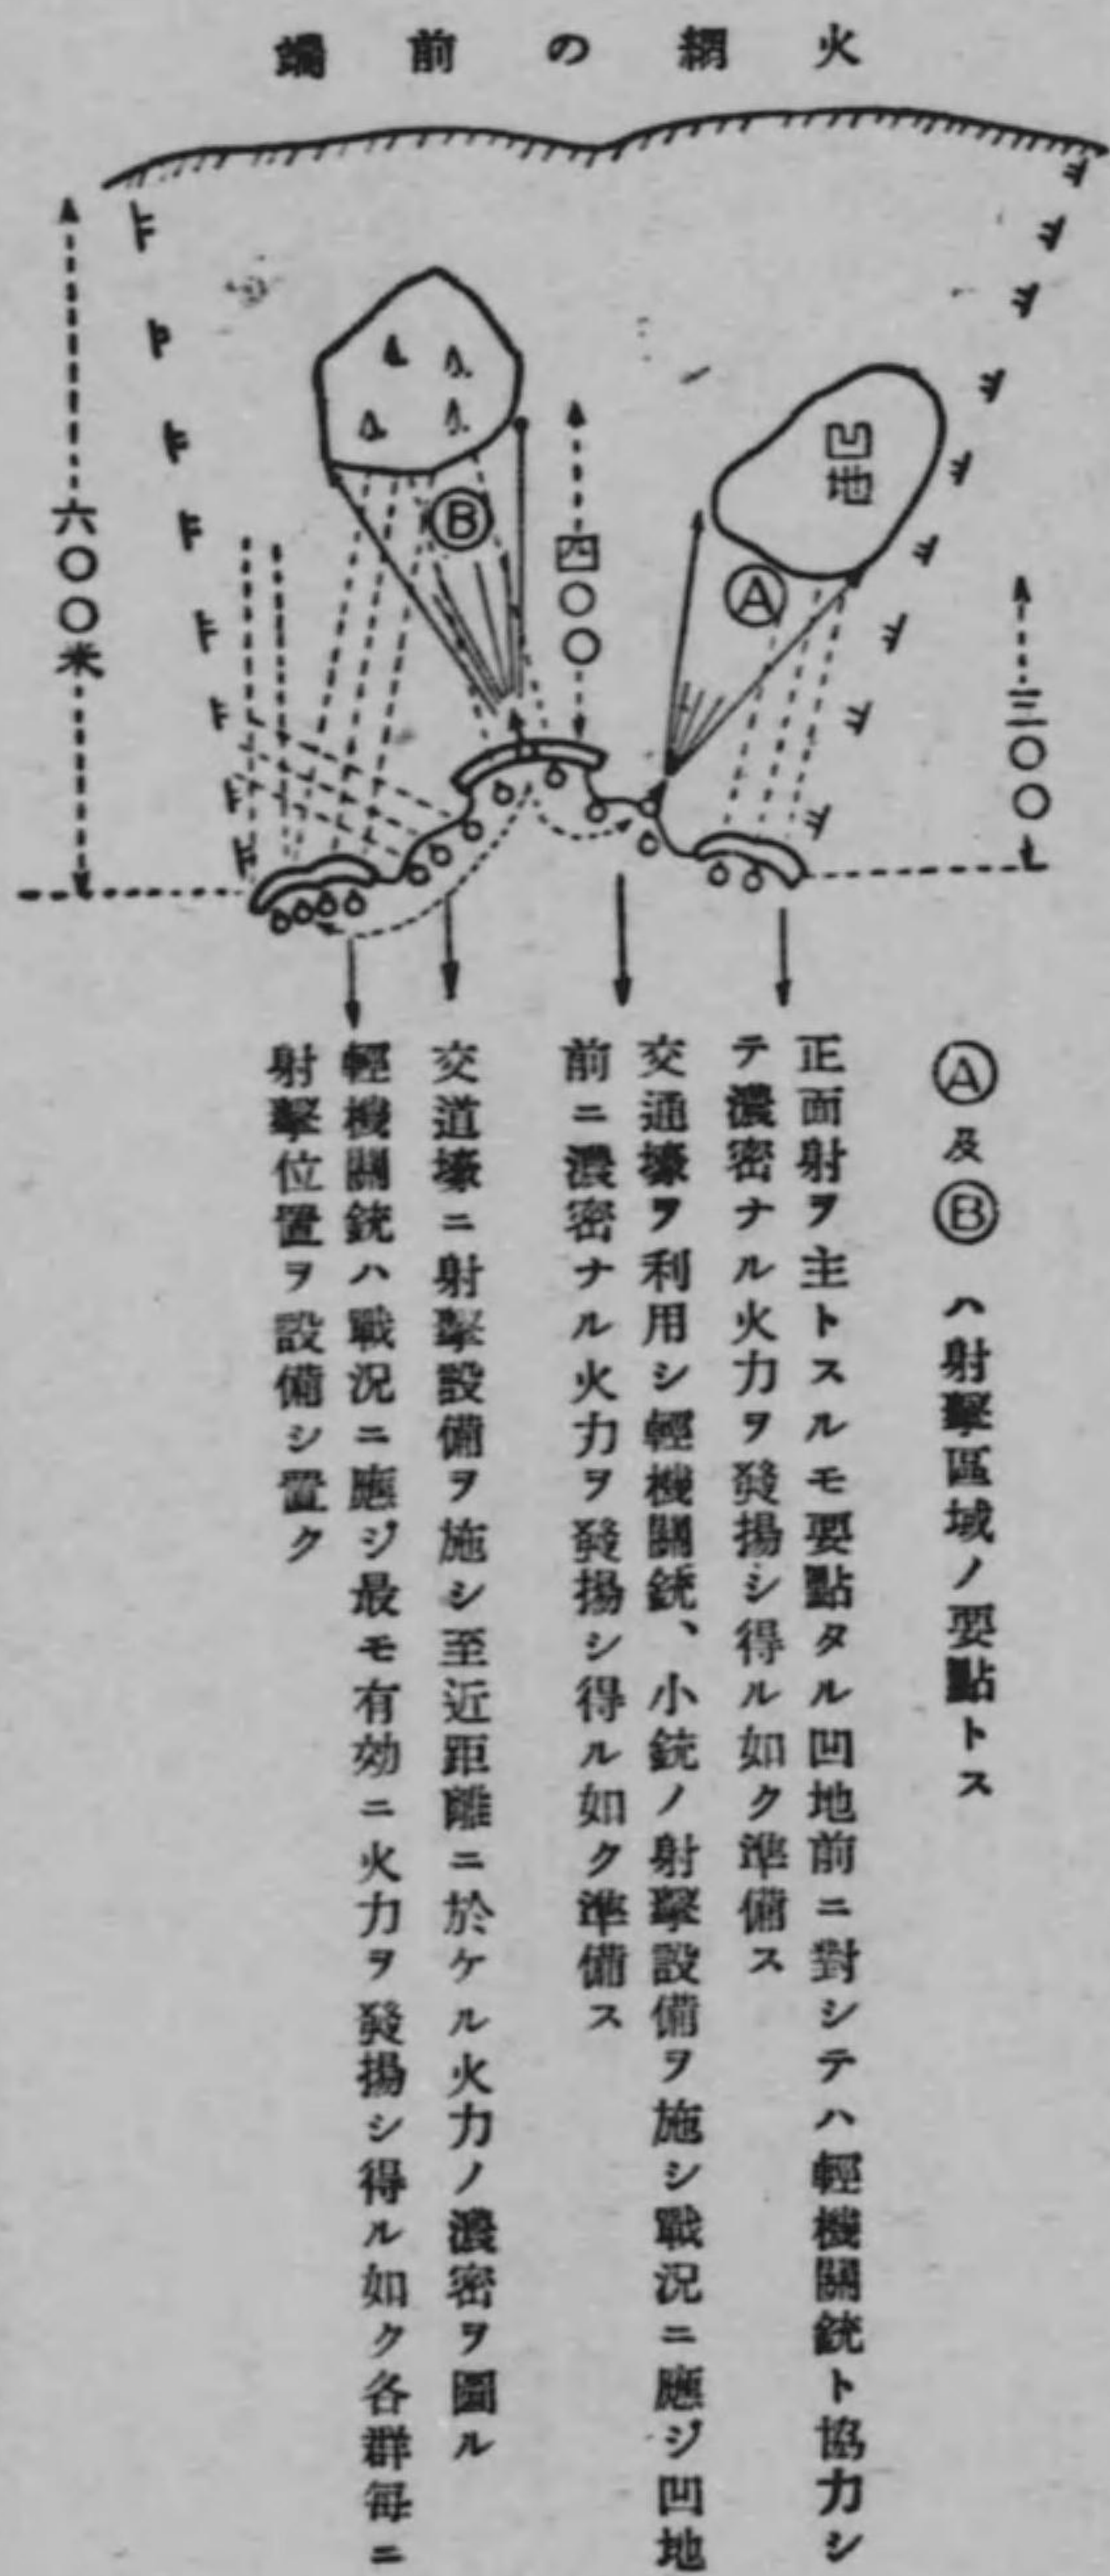 火網の前端
六〇〇米
Ⓑ
四〇〇
凹地
Ⓐ
三〇〇
Ⓐ及Ⓑハ射擊區域ノ要點トス
正面射ヲ主トスルモ要點タル凹地前ニ對シテハ輕機關銃ト協力シ
テ濃密ナル火力ヲ發揚シ得ル如ク準備ス
交通壕ヲ利用シ輕機關銃、小銃ノ射擊設備ヲ施シ戰況ニ應ジ凹地
前ニ濃密ナル火力ヲ發揚シ得ル如ク準備ス
交道壕ニ射擊設備ヲ施シ至近距離ニ於ケル火力ノ濃密ヲ圖ル
輕機關銃ハ戰況ニ應ジ最モ有効ニ火力ヲ發揚シ得ル如ク各群每ニ
射擊位置ヲ設備シ置ク